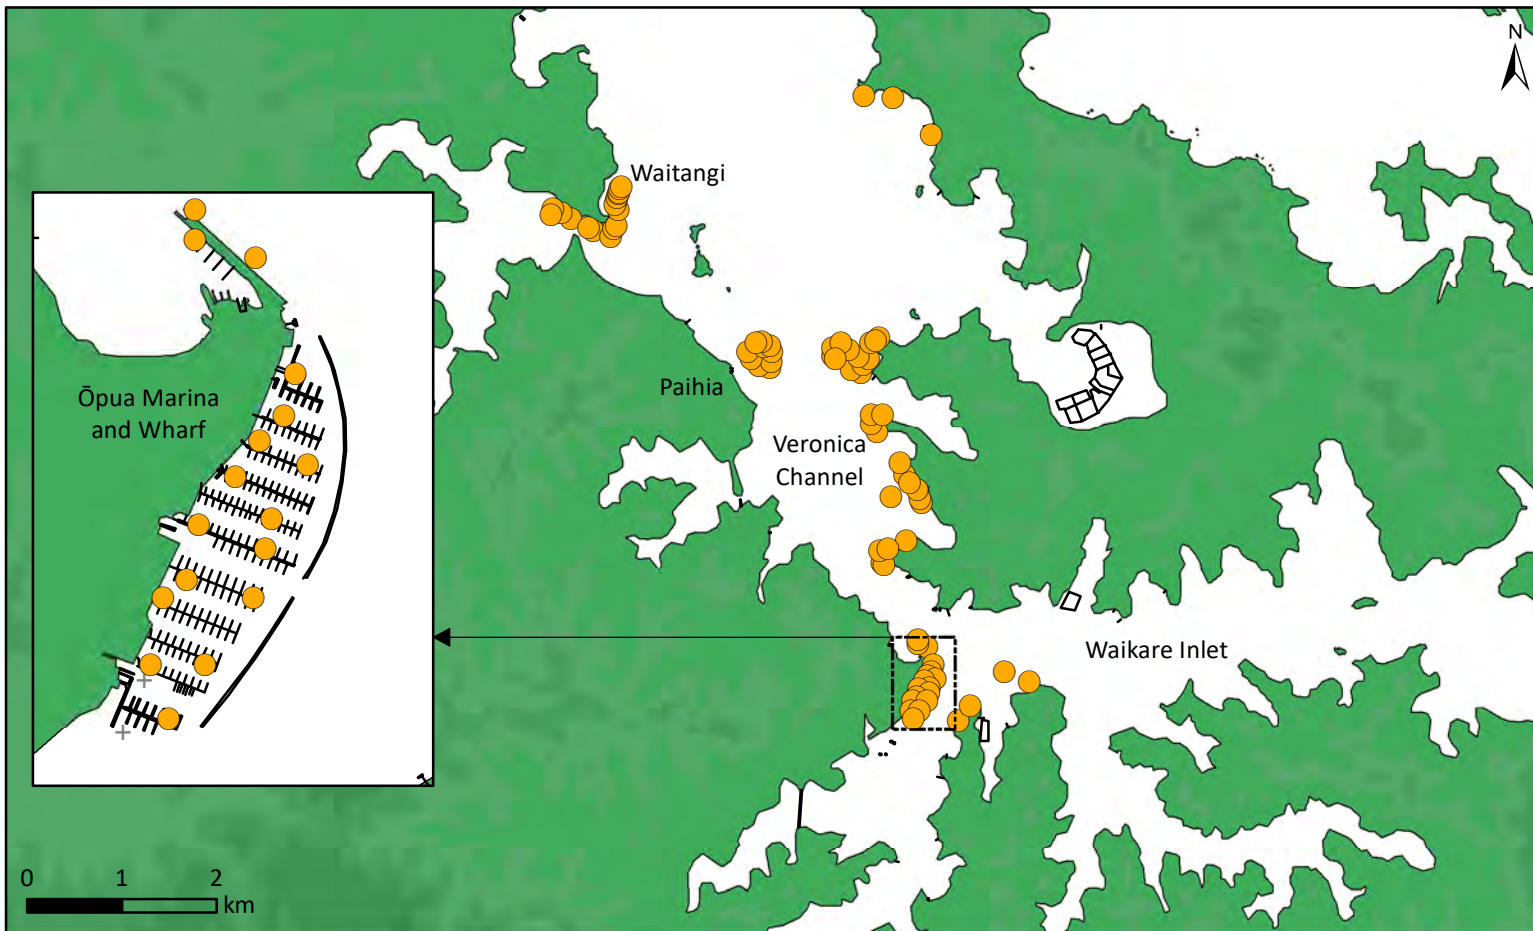 N
Waitangi
Ōpua Marina
and Wharf
Paihia
Veronica
Channel
Waikare Inlet
0 1 2
km